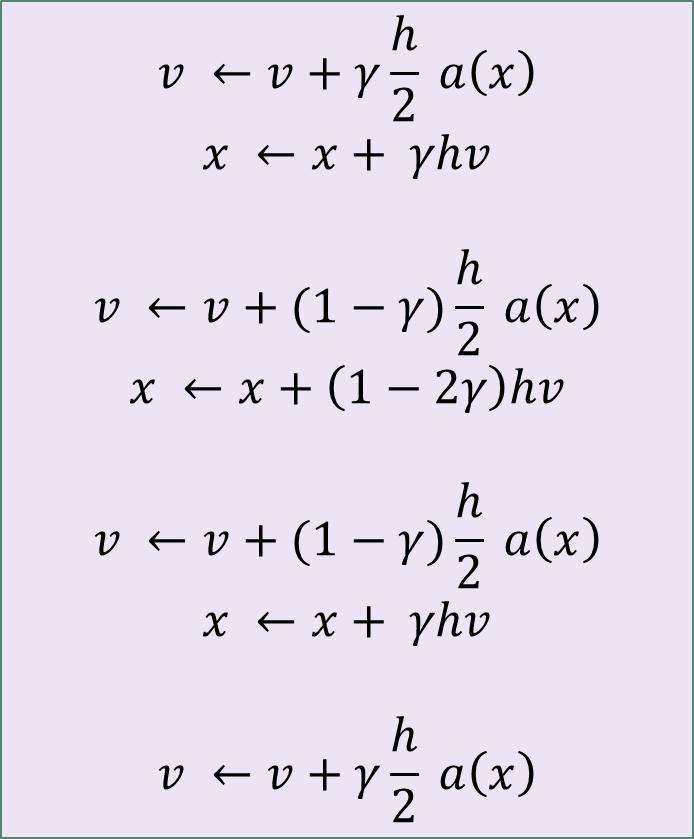 v ← v + γ h/2 a(x)
x ← x + γhv
v ← v + (1 − γ) h/2 a(x)
x ← x + (1 − 2γ)hv
v ← v + (1 − γ) h/2 a(x)
x ← x + γhv
v ← v + γ h/2 a(x)